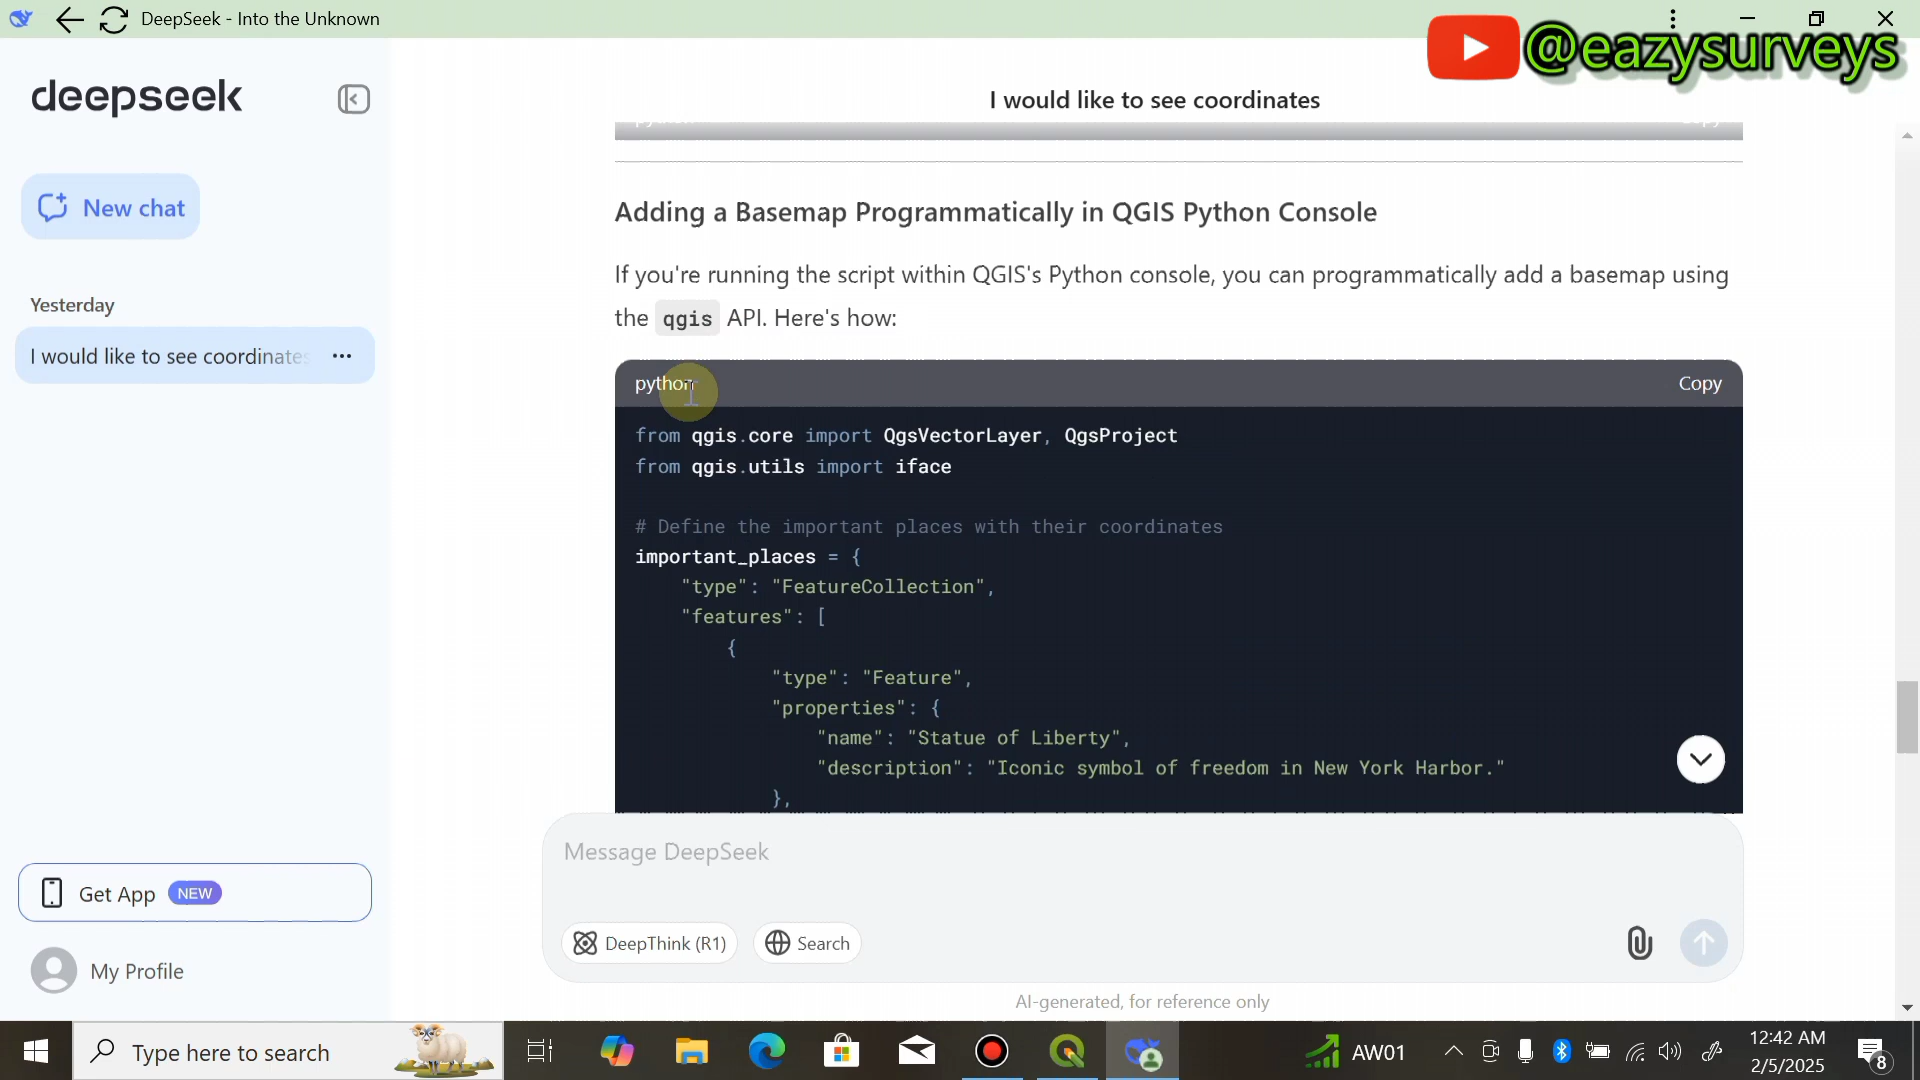 DeepSeek - Into the Unknown
@eazysurveys
deepseek
I would like to see coordinates
New chat
Adding a Basemap Programmatically in QGIS Python Console
If you're running the script within QGIS's Python console, you can programmatically add a basemap using
the qgis API. Here's how:
Yesterday
I would like to see coordinates
python
Copy
from qgis.core import QgsVectorLayer, QgsProject
from qgis.utils import iface
# Define the important places with their coordinates
important_places = {
"type": "FeatureCollection",
"features": [
{
"type": "Feature",
"properties": {
"name": "Statue of Liberty",
"description": "Iconic symbol of freedom in New York Harbor."
},
Message DeepSeek
Get App NEW
DeepThink (R1)
Search
My Profile
AI-generated, for reference only
Type here to search
AW01
12:42 AM
2/5/2025
8